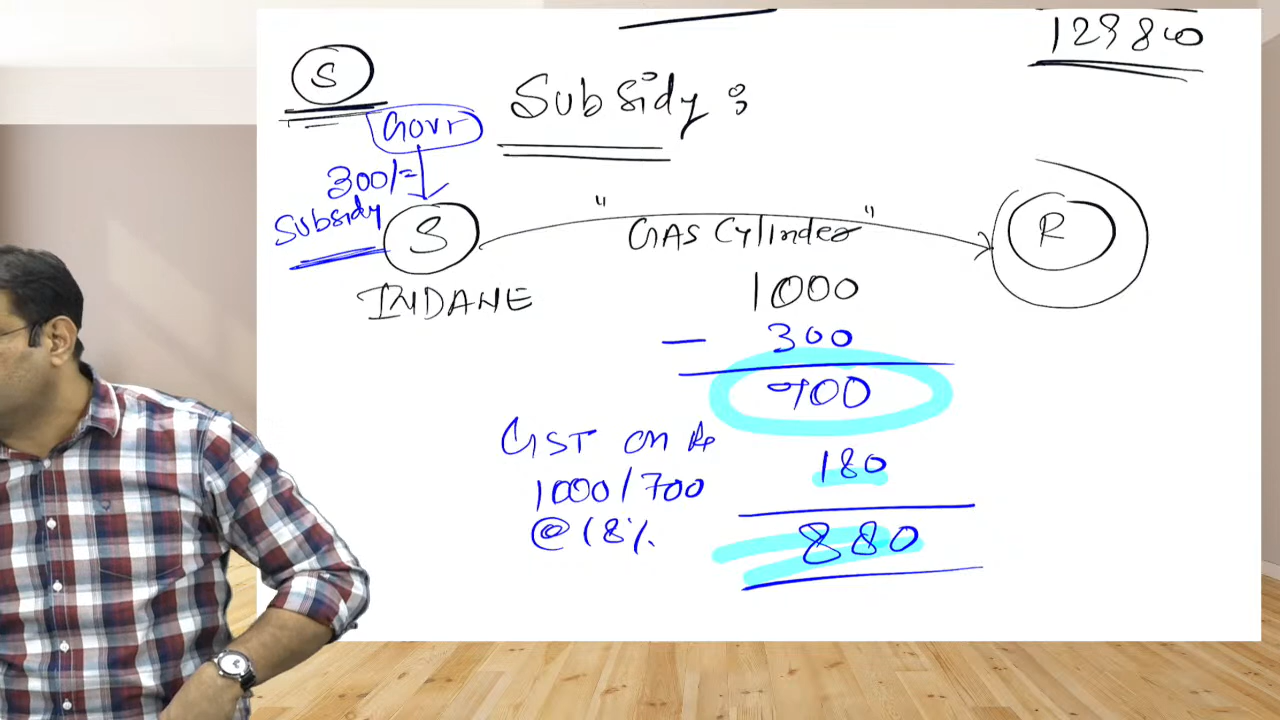 12980
S
Subsidy :
Govt
300/=
Subsidy
S
" GAS Cylinder "
R
INDANE
1000
— 300
700
GST on Rs
1000/700
@18%
180
880